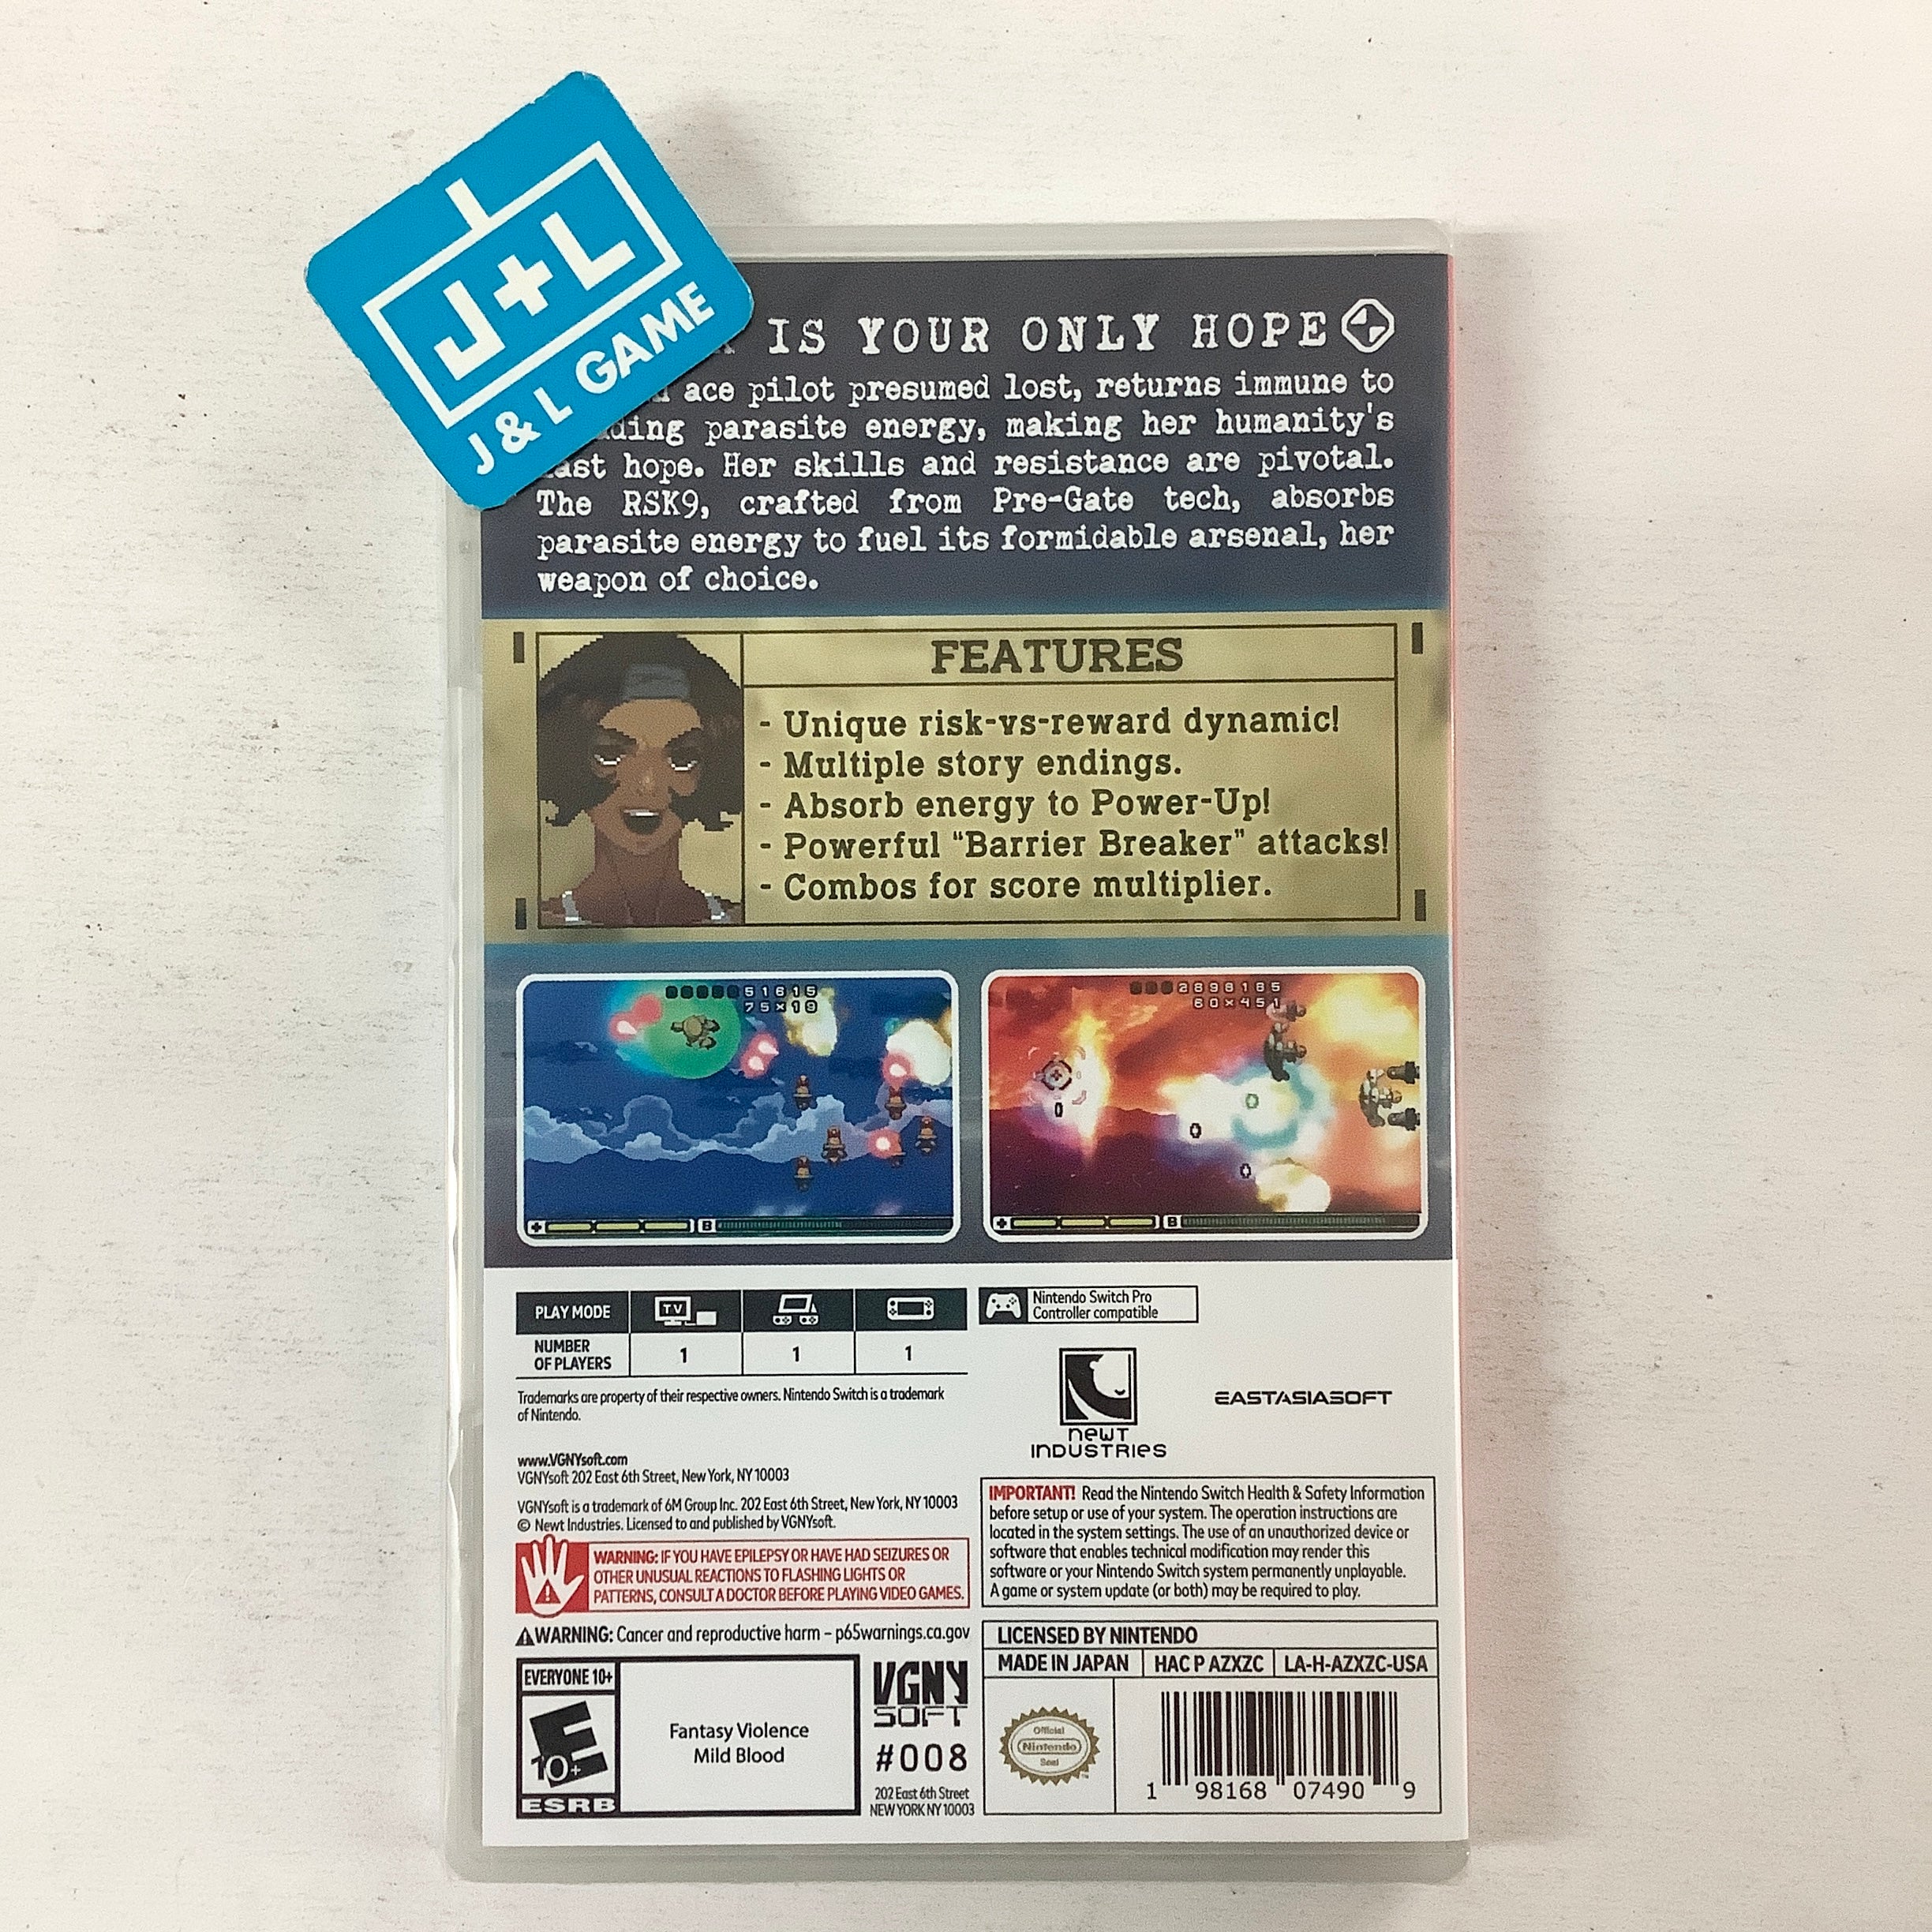 J+L
J & L GAME
IS YOUR ONLY HOPE
ace pilot presumed lost, returns immune to
parasite energy, making her humanity's
hope. Her skills and resistance are pivotal.
The RSK9, crafted from Pre-Gate tech, absorbs
parasite energy to fuel its formidable arsenal, her
weapon of choice.
FEATURES
- Unique risk-vs-reward dynamic!
- Multiple story endings.
- Absorb energy to Power-Up!
- Powerful "Barrier Breaker" attacks!
- Combos for score multiplier.
51615
75×19
2898185
60×451
B
B
PLAY MODE
TV
NUMBER
OF PLAYERS
1
1
1
Nintendo Switch Pro
Controller compatible
Trademarks are property of their respective owners. Nintendo Switch is a trademark
of Nintendo.
newt
industries
EASTASIASOFT
www.VGNYsoft.com
VGNYsoft 202 East 6th Street, New York, NY 10003
VGNYsoft is a trademark of 6M Group Inc. 202 East 6th Street, New York, NY 10003
© Newt Industries. Licensed to and published by VGNYsoft.
WARNING: IF YOU HAVE EPILEPSY OR HAVE HAD SEIZURES OR
OTHER UNUSUAL REACTIONS TO FLASHING LIGHTS OR
PATTERNS, CONSULT A DOCTOR BEFORE PLAYING VIDEO GAMES.
IMPORTANT! Read the Nintendo Switch Health & Safety Information
before setup or use of your system. The operation instructions are
located in the system settings. The use of an unauthorized device or
software that enables technical modification may render this
software or your Nintendo Switch system permanently unplayable.
A game or system update (or both) may be required to play.
WARNING: Cancer and reproductive harm – p65warnings.ca.gov
EVERYONE 10+
E
10+
ESRB
Fantasy Violence
Mild Blood
VGNY
SOFT
#008
202 East 6th Street
NEW YORK NY 10003
LICENSED BY NINTENDO
MADE IN JAPAN HAC P AZXZC LA-H-AZXZC-USA
Official
Nintendo
Seal
1 98168 07490 9